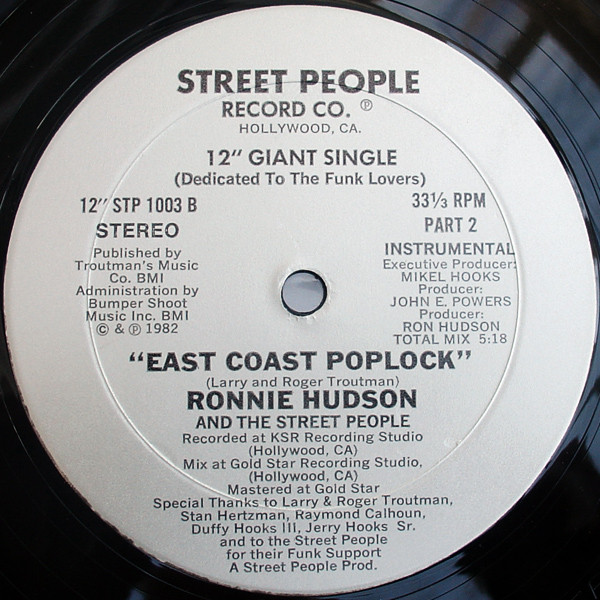 STREET PEOPLE
RECORD CO. ℗
HOLLYWOOD, CA.
12" GIANT SINGLE
(Dedicated To The Funk Lovers)
12" STP 1003 B
STEREO
Published by
Troutman's Music
Co. BMI
Administration by
Bumper Shoot
Music Inc. BMI
© & ℗ 1982
33⅓ RPM
PART 2
INSTRUMENTAL
Executive Producer:
MIKEL HOOKS
Producer:
JOHN E. POWERS
Producer:
RON HUDSON
TOTAL MIX 5:18
"EAST COAST POPLOCK"
(Larry and Roger Troutman)
RONNIE HUDSON
AND THE STREET PEOPLE
Recorded at KSR Recording Studio
(Hollywood, CA)
Mix at Gold Star Recording Studio,
(Hollywood, CA)
Mastered at Gold Star
Special Thanks to Larry & Roger Troutman,
Stan Hertzman, Raymond Calhoun,
Duffy Hooks III, Jerry Hooks Sr.
and to the Street People
for their Funk Support
A Street People Prod.